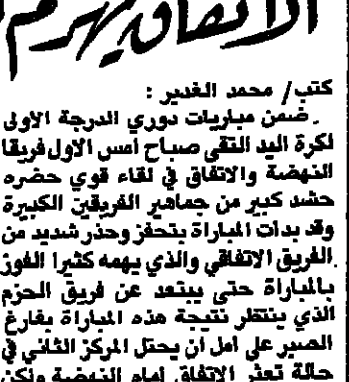 الاتفاق يهزم
كتب/ محمد الغدير :
ضمن مباريات دوري الدرجة الأولى
لكرة اليد التقى صباح أمس الاول فريقا
النهضة والاتفاق في لقاء قوي حضره
حشد كبير من جماهير الفريقين الكبيرة
وقد بدأت المباراة بتحفز وحذر شديد من
الفريق الاتفاقي والذي يهمه كثيرا الفوز
بالمباراة حتى يبتعد عن فريق الحزم
الذي ينتظر نتيجة هذه المباراة بفارغ
الصبر على امل ان يحتل المركز الثاني في
حالة تعثر الاتفاق امام النهضة ولكن